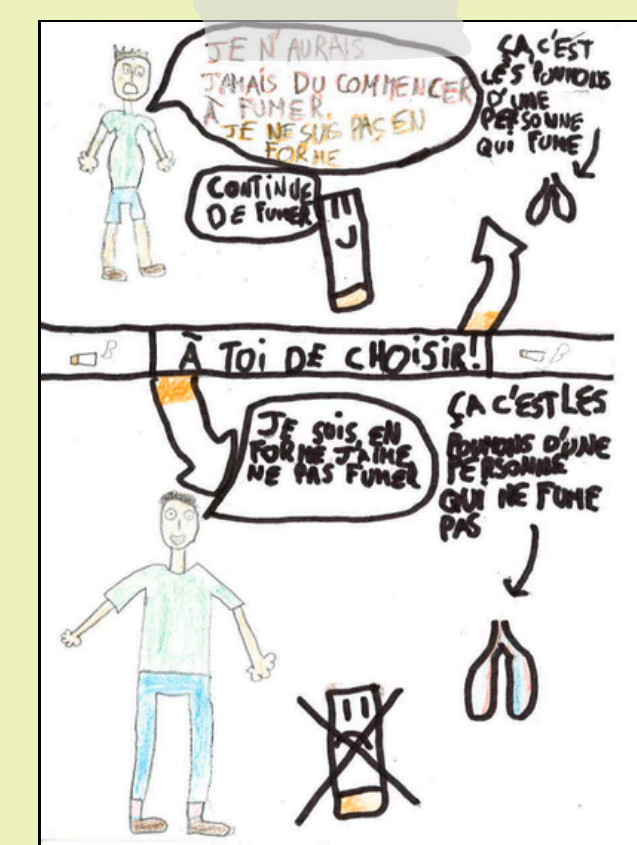 JE N'AURAIS
JAMAIS DU COMMENCER
À FUMER.
JE NE SUIS PAS EN
FORME
ÇA, C'EST
LES POUMONS
D'UNE
PERSONNE
QUI FUME
CONTINUE
DE FUMER
À TOI DE CHOISIR!
JE SUIS EN
FORME J'AIME
NE PAS FUMER
ÇA C'EST LES
POUMONS D'UNE
PERSONNE
QUI NE FUME
PAS